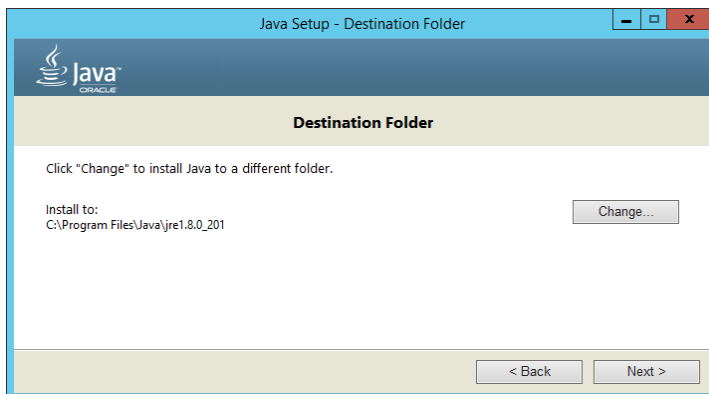 Java Setup - Destination Folder
Java™
ORACLE
Destination Folder
Click "Change" to install Java to a different folder.
Install to:
Change...
C:\Program Files\Java\jre1.8.0_201
< Back
Next >